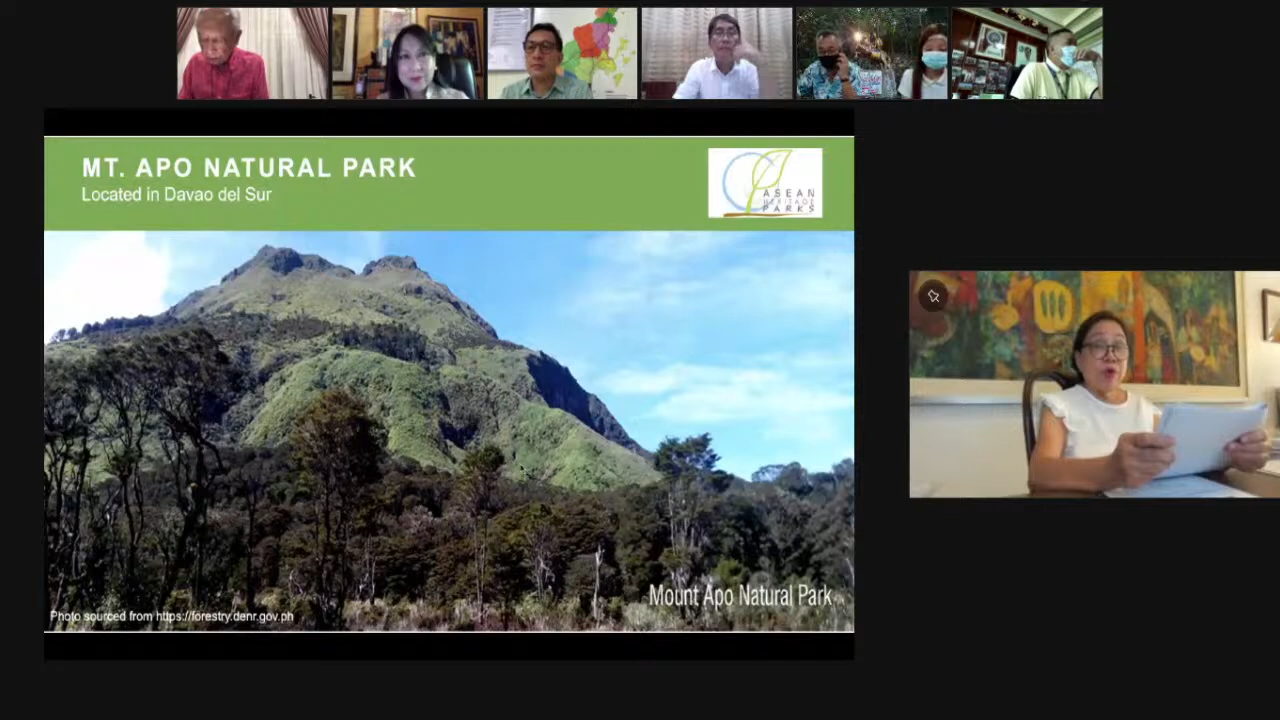 MT. APO NATURAL PARK
Located in Davao del Sur
ASEAN
HERITAGE
PARKS
Mount Apo Natural Park
Photo sourced from https://forestry.denr.gov.ph